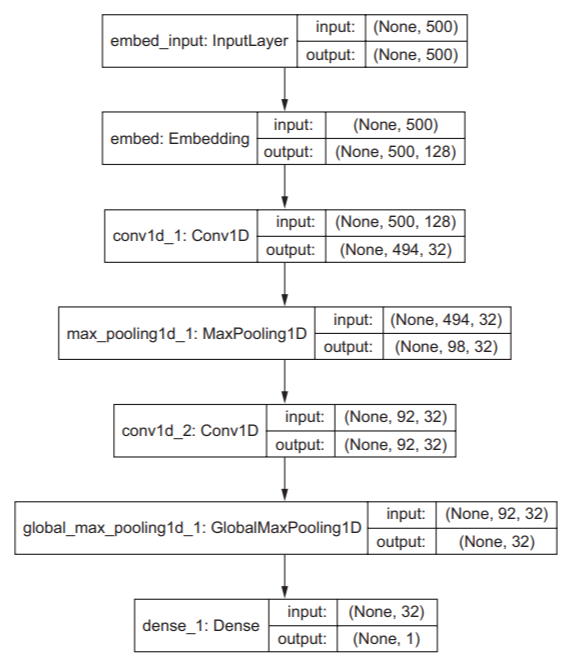 embed_input: InputLayer input: (None, 500)
output: (None, 500)
embed: Embedding input: (None, 500)
output: (None, 500, 128)
conv1d_1: Conv1D input: (None, 500, 128)
output: (None, 494, 32)
max_pooling1d_1: MaxPooling1D input: (None, 494, 32)
output: (None, 98, 32)
conv1d_2: Conv1D input: (None, 92, 32)
output: (None, 92, 32)
global_max_pooling1d_1: GlobalMaxPooling1D input: (None, 92, 32)
output: (None, 32)
dense_1: Dense input: (None, 32)
output: (None, 1)